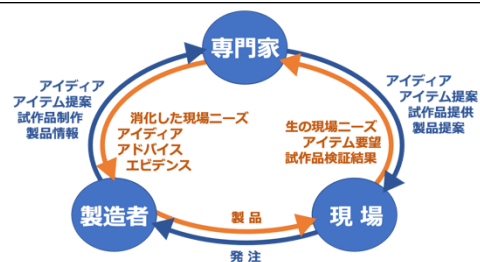 専門家
アイディア
アイテム提案
試作品制作
製品情報
消化した現場ニーズ
アイディア
アドバイス
エビデンス
生の現場ニーズ
アイテム要望
試作品検証結果
アイディア
アイテム提案
試作品提供
製品提案
製造者
製品
現場
発注